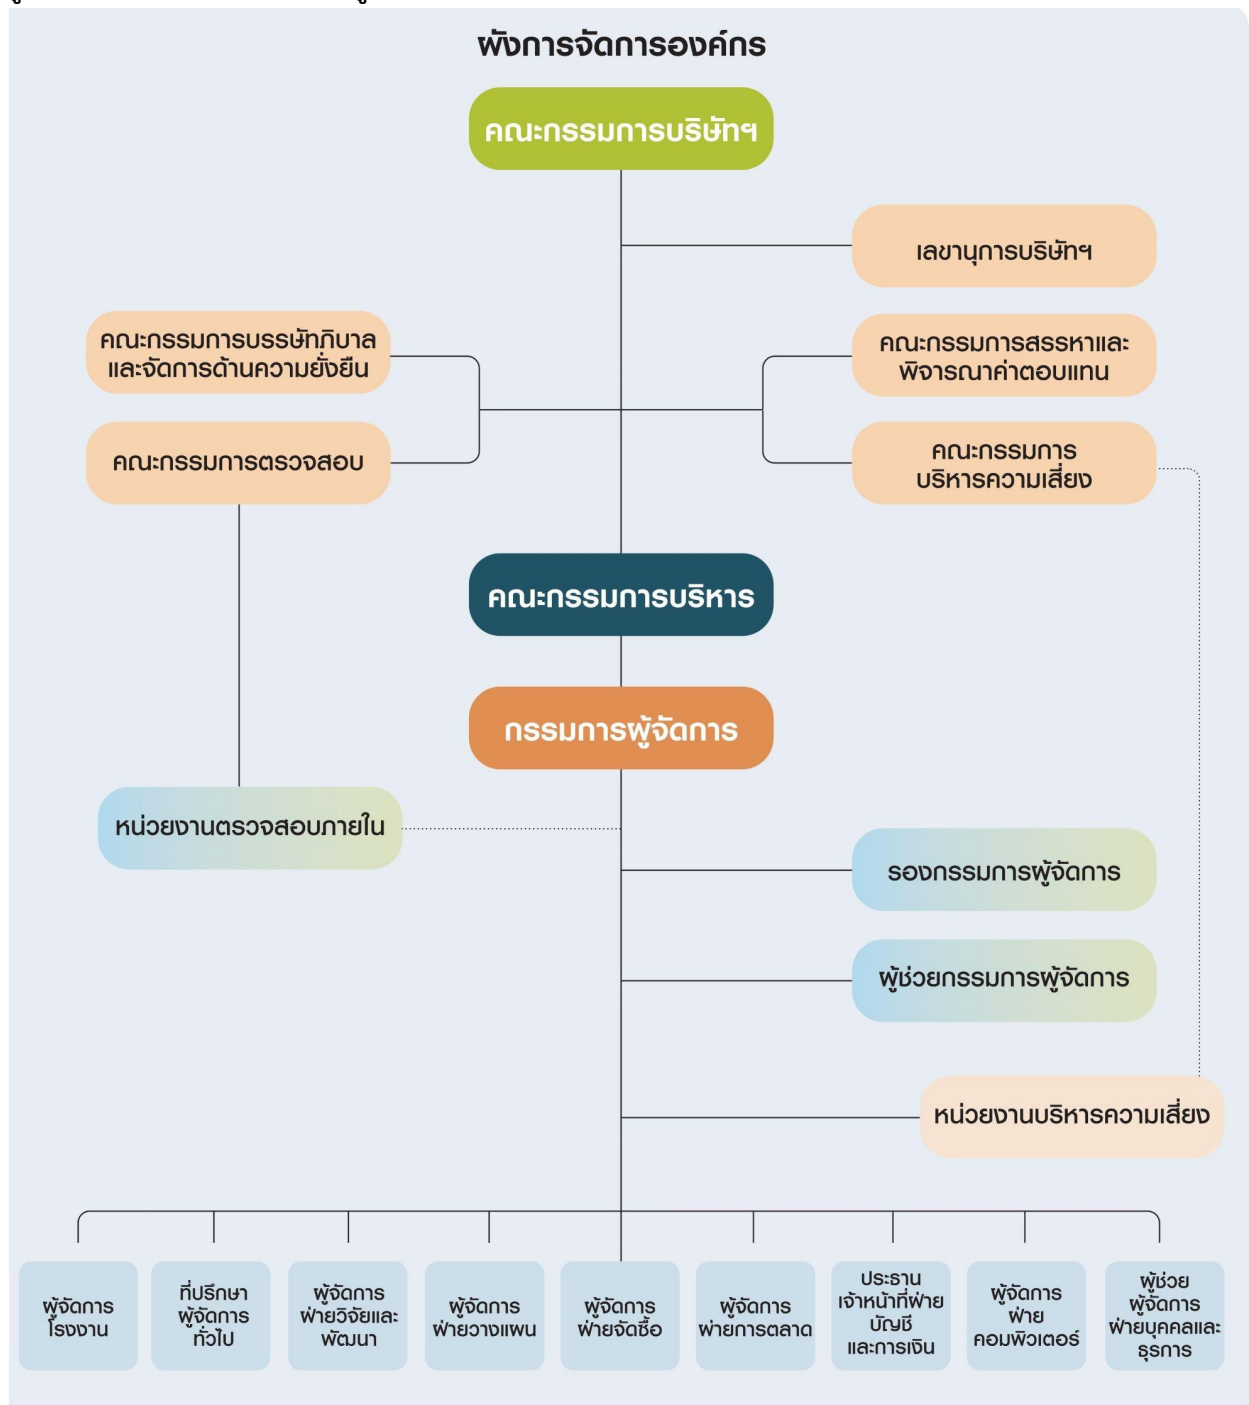 ผังการจัดการองค์กร
คณะกรรมการบริษัทฯ
เลขานุการบริษัทฯ
คณะกรรมการบรรษัทภิบาล
และจัดการด้านความยั่งยืน
คณะกรรมการสรรหาและ
พิจารณาค่าตอบแทน
คณะกรรมการตรวจสอบ
คณะกรรมการ
บริหารความเสี่ยง
คณะกรรมการบริหาร
กรรมการผู้จัดการ
หน่วยงานตรวจสอบภายใน
รองกรรมการผู้จัดการ
ผู้ช่วยกรรมการผู้จัดการ
หน่วยงานบริหารความเสี่ยง
ผู้จัดการ
โรงงาน
ที่ปรึกษา
ผู้จัดการ
ทั่วไป
ผู้จัดการ
ฝ่ายวิจัยและ
พัฒนา
ผู้จัดการ
ฝ่ายวางแผน
ผู้จัดการ
ฝ่ายจัดซื้อ
ผู้จัดการ
ฝ่ายการตลาด
ประธาน
เจ้าหน้าที่ฝ่าย
บัญชี
และการเงิน
ผู้จัดการ
ฝ่าย
คอมพิวเตอร์
ผู้ช่วย
ผู้จัดการ
ฝ่ายบุคคลและ
ธุรการ